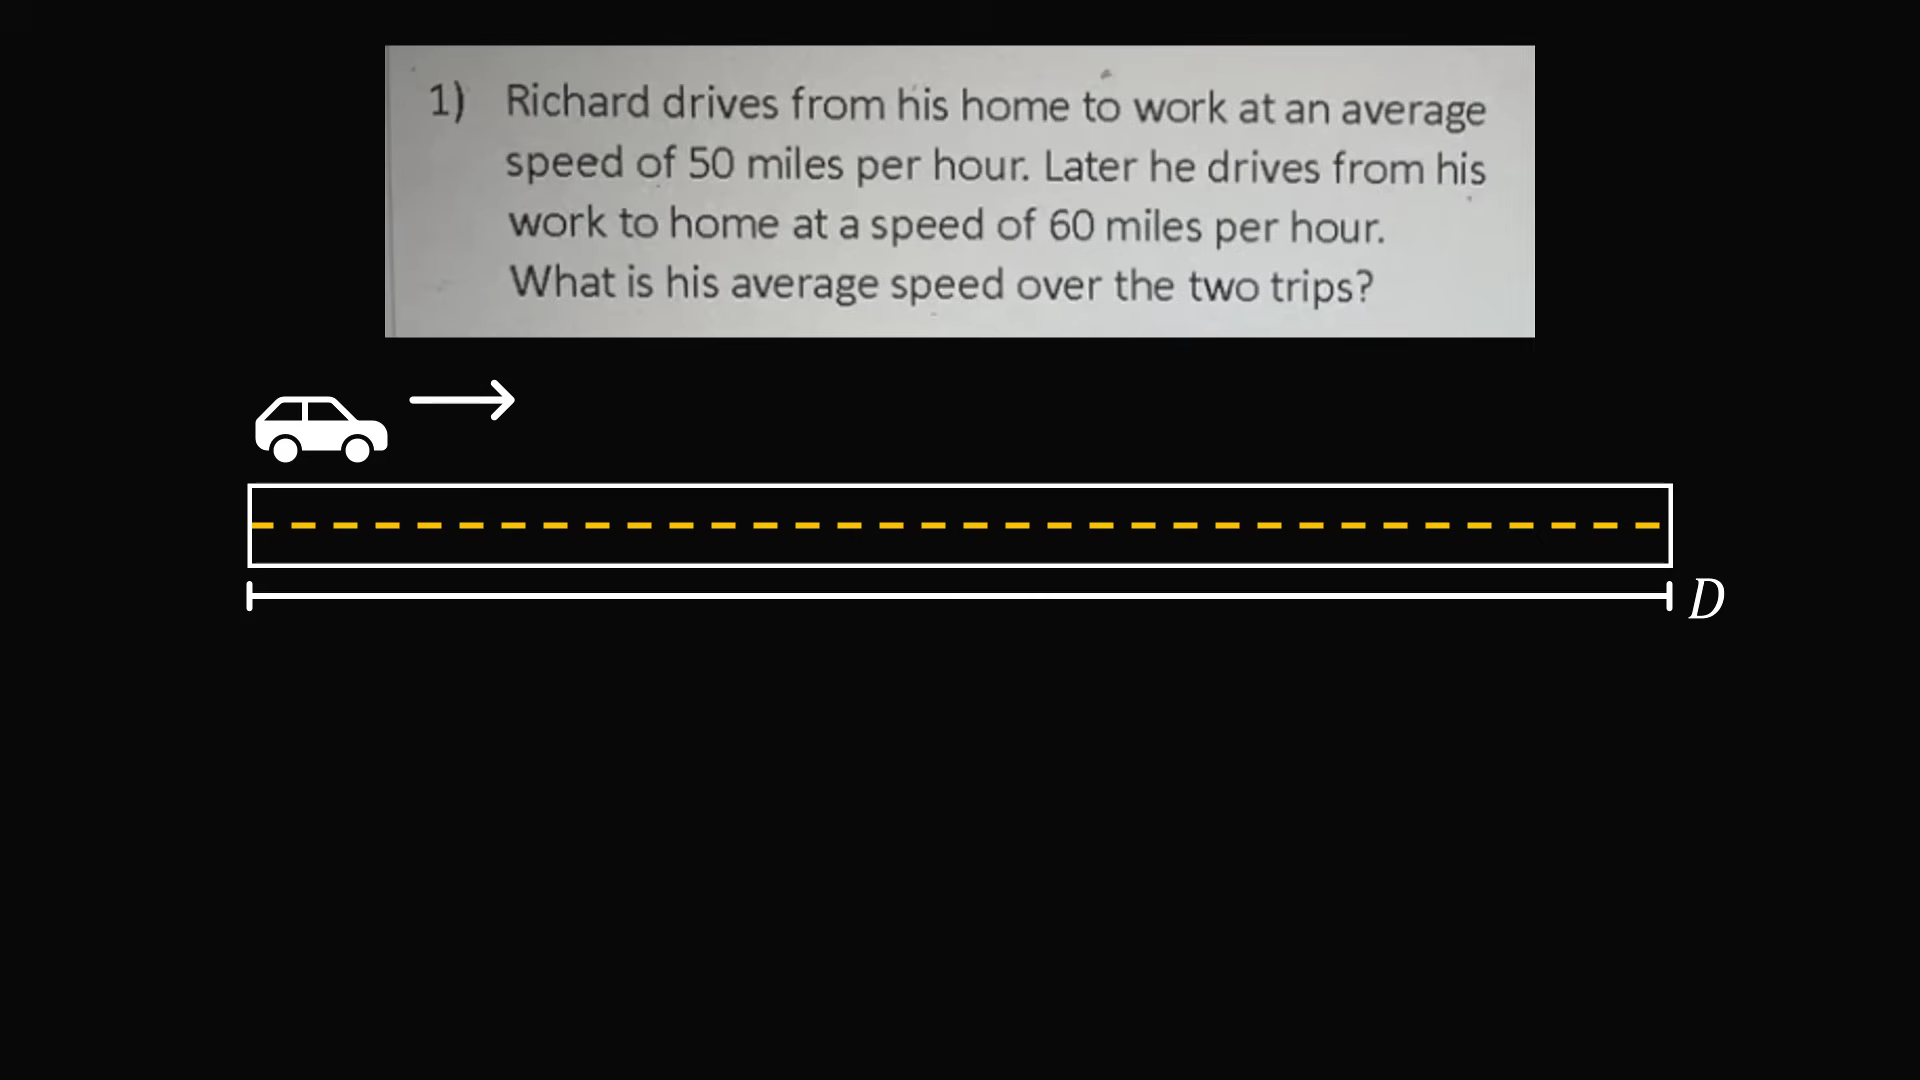 1) Richard drives from his home to work at an average
speed of 50 miles per hour. Later he drives from his
work to home at a speed of 60 miles per hour.
What is his average speed over the two trips?
D